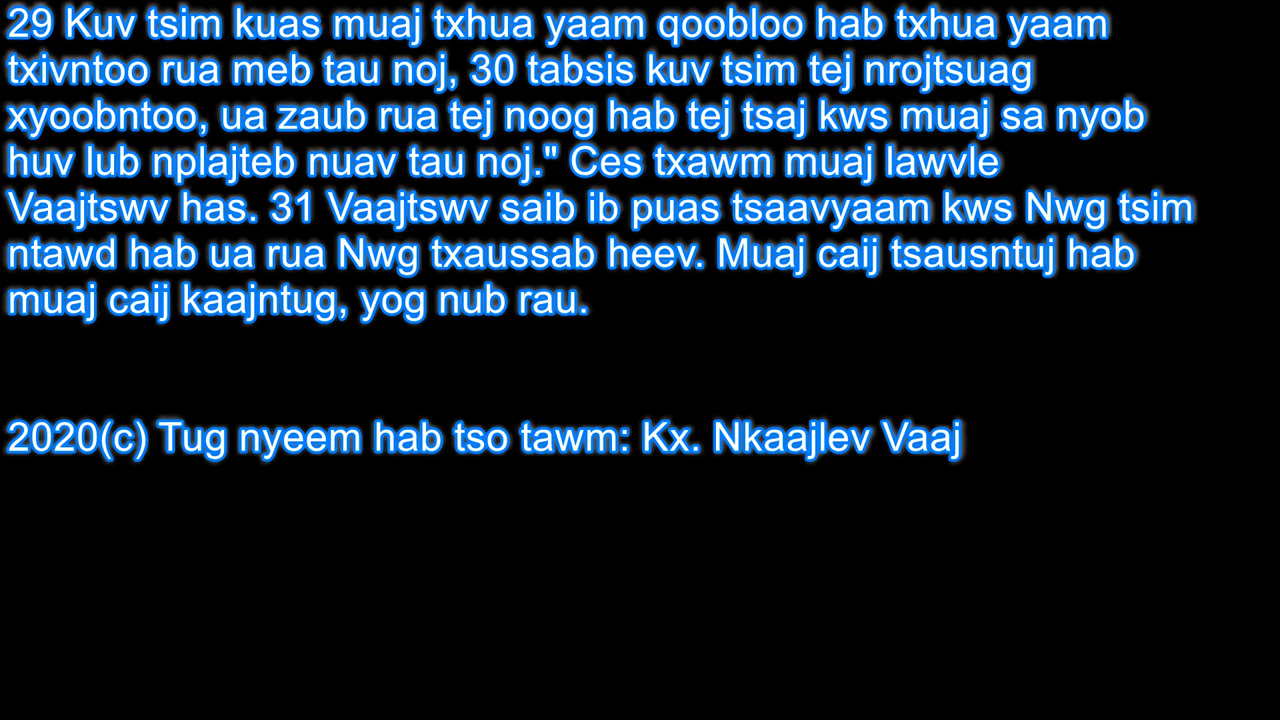 29 Kuv tsim kuas muaj txhua yaam qoobloo hab txhua yaam
txivntoo rua meb tau noj, 30 tabsis kuv tsim tej nrojtsuag
xyoobntoo, ua zaub rua tej noog hab tej tsaj kws muaj sa nyob
huv lub nplajteb nuav tau noj." Ces txawm muaj lawvle
Vaajtswv has. 31 Vaajtswv saib ib puas tsaavyaam kws Nwg tsim
ntawd hab ua rua Nwg txaussab heev. Muaj caij tsausntuj hab
muaj caij kaajntug, yog nub rau.
2020(c) Tug nyeem hab tso tawm: Kx. Nkaajlev Vaaj